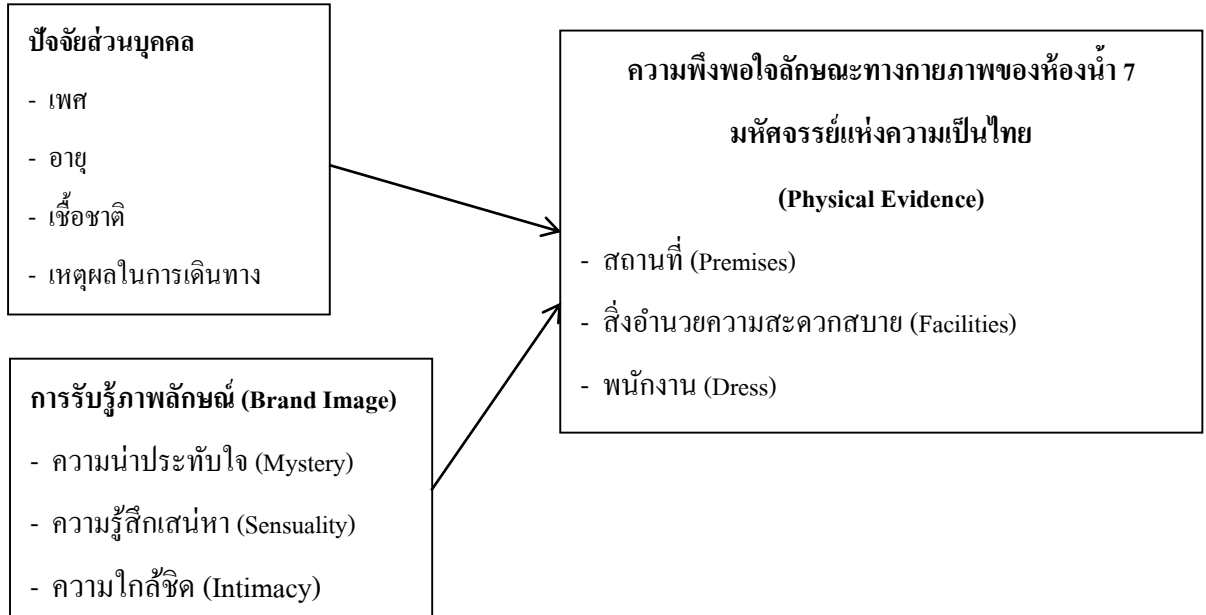 ปัจจัยส่วนบุคคล
- เพศ
- อายุ
- เชื้อชาติ
- เหตุผลในการเดินทาง
การรับรู้ภาพลักษณ์ (Brand Image)
- ความน่าประทับใจ (Mystery)
- ความรู้สึกเสน่หา (Sensuality)
- ความใกล้ชิด (Intimacy)
ความพึงพอใจลักษณะทางกายภาพของห้องน้ำ 7
มหัศจรรย์แห่งความเป็นไทย
(Physical Evidence)
- สถานที่ (Premises)
- สิ่งอำนวยความสะดวกสบาย (Facilities)
- พนักงาน (Dress)